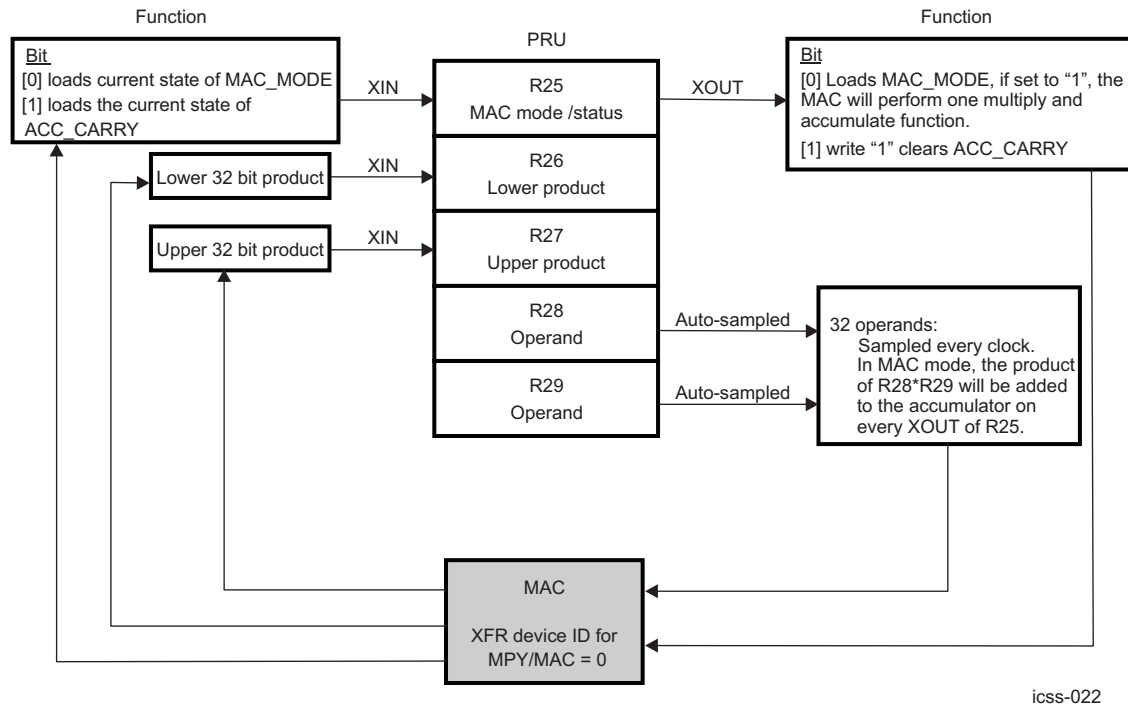 Function
Bit
[0] loads current state of MAC_MODE
[1] loads the current state of
ACC_CARRY
Lower 32 bit product
Upper 32 bit product
XIN
XIN
XIN
PRU
R25
MAC mode /status
R26
Lower product
R27
Upper product
R28
Operand
R29
Operand
XOUT
Auto-sampled
Auto-sampled
Function
Bit
[0] Loads MAC_MODE, if set to “1”, the
MAC will perform one multiply and
accumulate function.
[1] write “1” clears ACC_CARRY
32 operands:
Sampled every clock.
In MAC mode, the product
of R28*R29 will be added
to the accumulator on
every XOUT of R25.
MAC
XFR device ID for
MPY/MAC = 0
icss-022